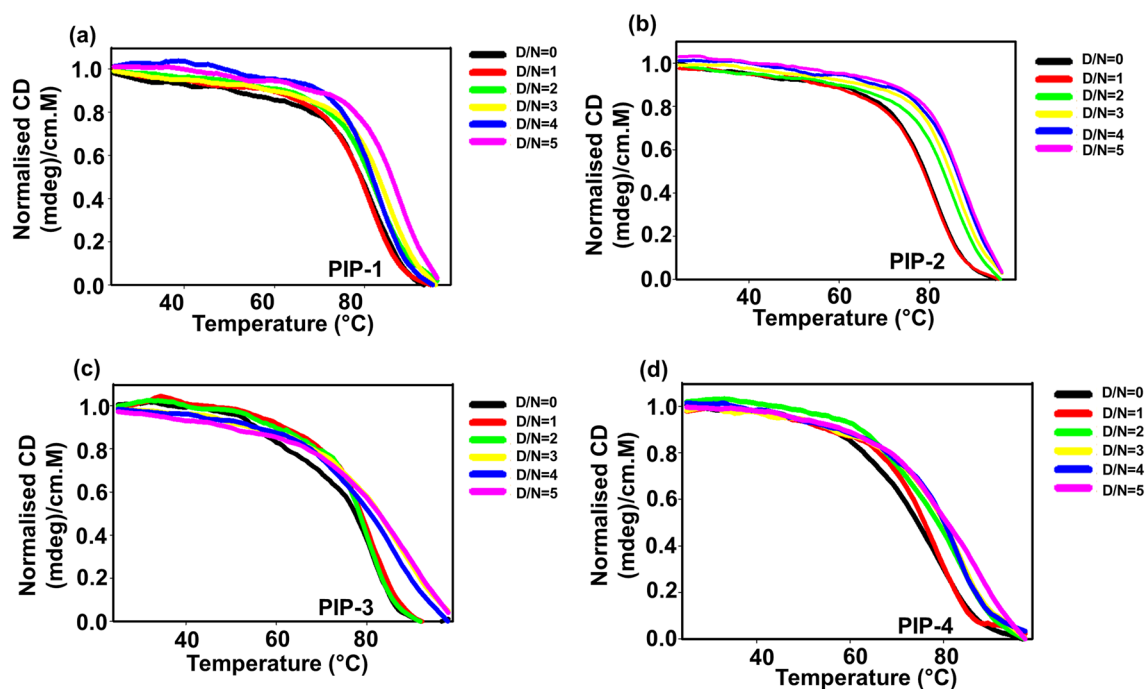 (a)
Normalised CD
(mdeg)/cm.M)
1.0
0.8
0.6
0.4
0.2
0.0
40
60
80
Temperature (°C)
PIP-1
D/N=0
D/N=1
D/N=2
D/N=3
D/N=4
D/N=5
(b)
Normalised CD
(mdeg)/cm.M)
1.0
0.8
0.6
0.4
0.2
0.0
40
60
80
Temperature (°C)
PIP-2
D/N=0
D/N=1
D/N=2
D/N=3
D/N=4
D/N=5
(c)
Normalised CD
(mdeg)/cm.M)
1.0
0.8
0.6
0.4
0.2
0.0
40
60
80
Temperature (°C)
PIP-3
D/N=0
D/N=1
D/N=2
D/N=3
D/N=4
D/N=5
(d)
Normalised CD
(mdeg)/cm.M)
1.0
0.8
0.6
0.4
0.2
0.0
40
60
80
Temperature (°C)
PIP-4
D/N=0
D/N=1
D/N=2
D/N=3
D/N=4
D/N=5